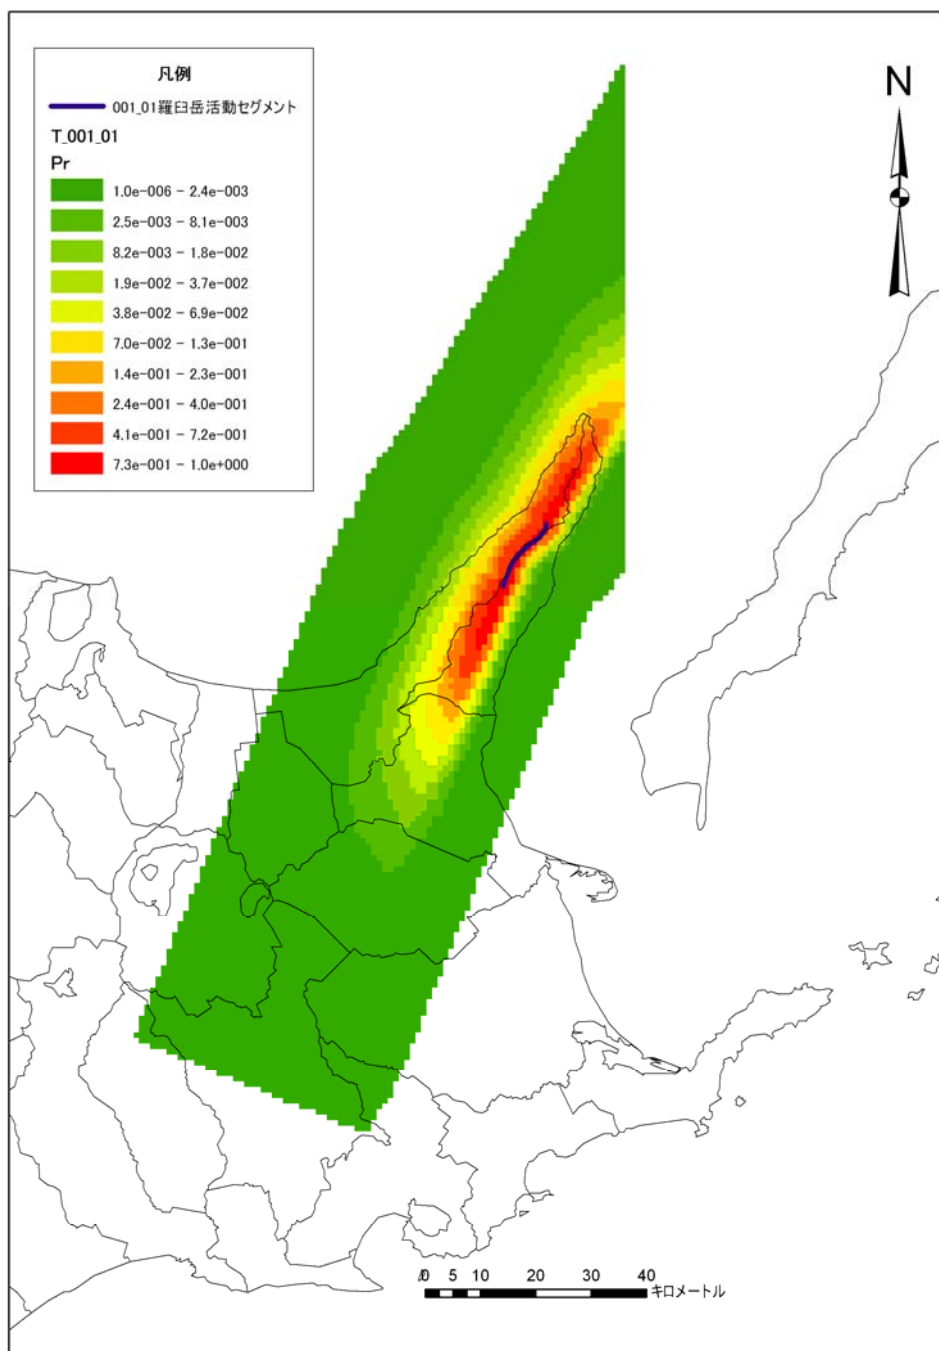 凡例
001_01羅臼岳活動セグメント
T_001_01
Pr
1.0e-006 - 2.4e-003
2.5e-003 - 8.1e-003
8.2e-003 - 1.8e-002
1.9e-002 - 3.7e-002
3.8e-002 - 6.9e-002
7.0e-002 - 1.3e-001
1.4e-001 - 2.3e-001
2.4e-001 - 4.0e-001
4.1e-001 - 7.2e-001
7.3e-001 - 1.0e+000
N
0 5 10 20 30 40
キロメートル